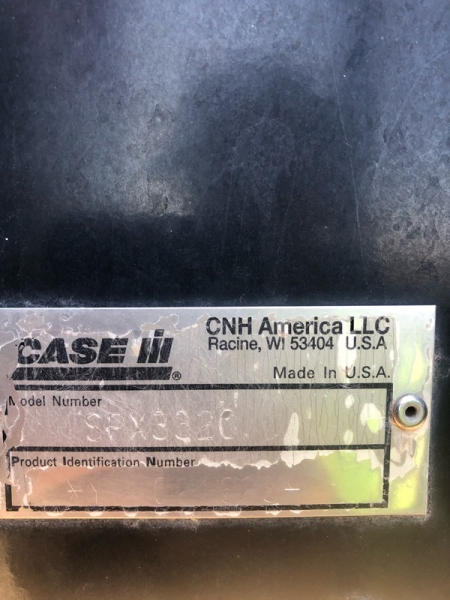 CASE IH
CNH America LLC
Racine, WI 53404 U.S.A
Made In U.S.A.
Model Number
SPX3320
Product Identification Number